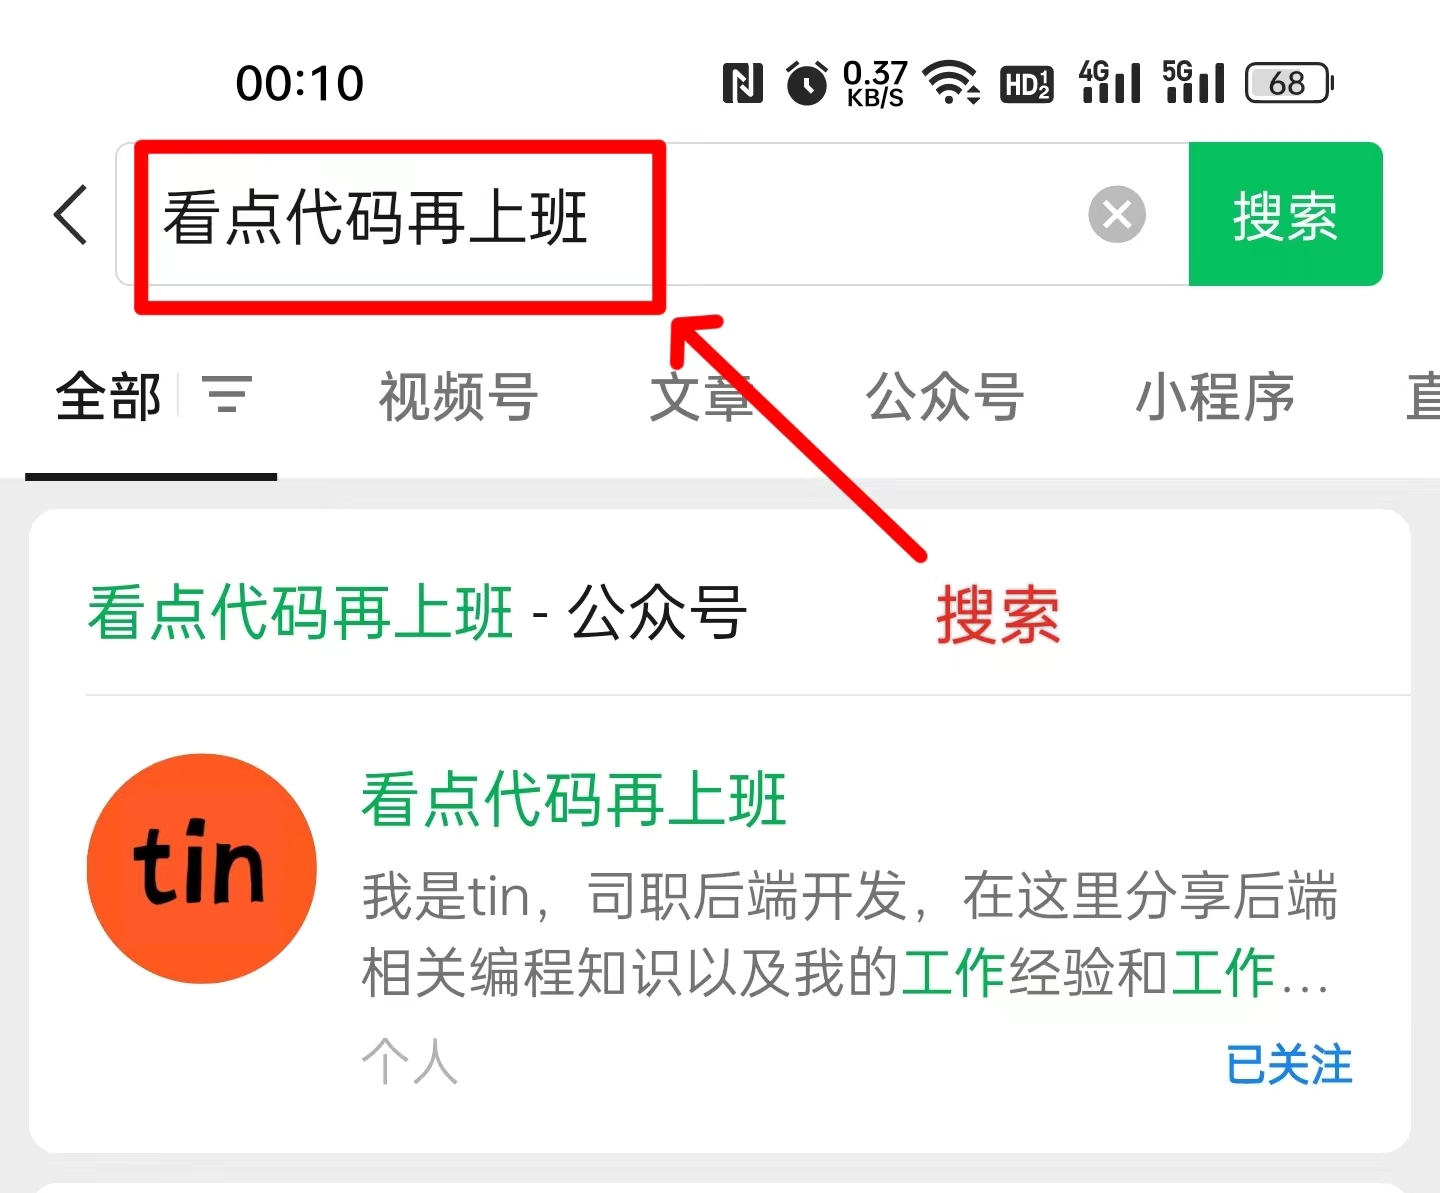 00:10 0.37 KB/S HD 1 2 4G 5G 68
看点代码再上班 搜索
全部 视频号 文章 公众号 小程序
看点代码再上班 - 公众号 搜索
tin
看点代码再上班
我是tin，司职后端开发，在这里分享后端
相关编程知识以及我的工作经验和工作...
个人 已关注